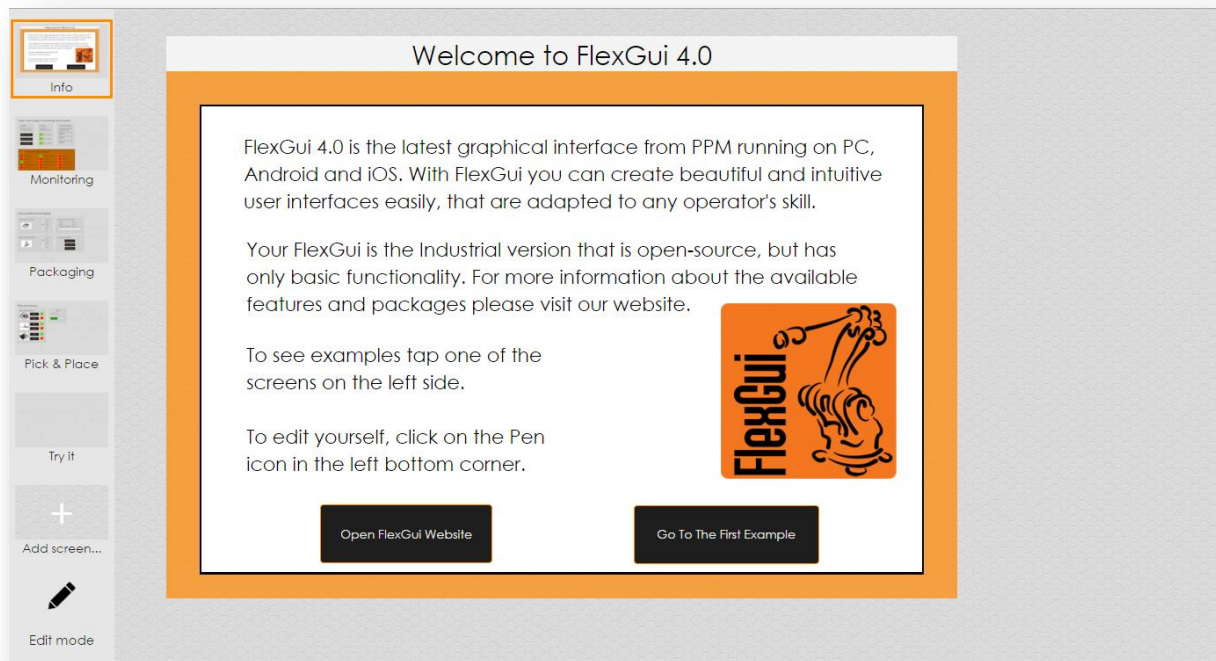 Info
Monitoring
Packaging
Pick & Place
Try it
Add screen...
Edit mode
Welcome to FlexGui 4.0
FlexGui 4.0 is the latest graphical interface from PPM running on PC,
Android and iOS. With FlexGui you can create beautiful and intuitive
user interfaces easily, that are adapted to any operator's skill.
Your FlexGui is the Industrial version that is open-source, but has
only basic functionality. For more information about the available
features and packages please visit our website.
To see examples tap one of the
screens on the left side.
To edit yourself, click on the Pen
icon in the left bottom corner.
FlexGui
Open FlexGui Website
Go To The First Example